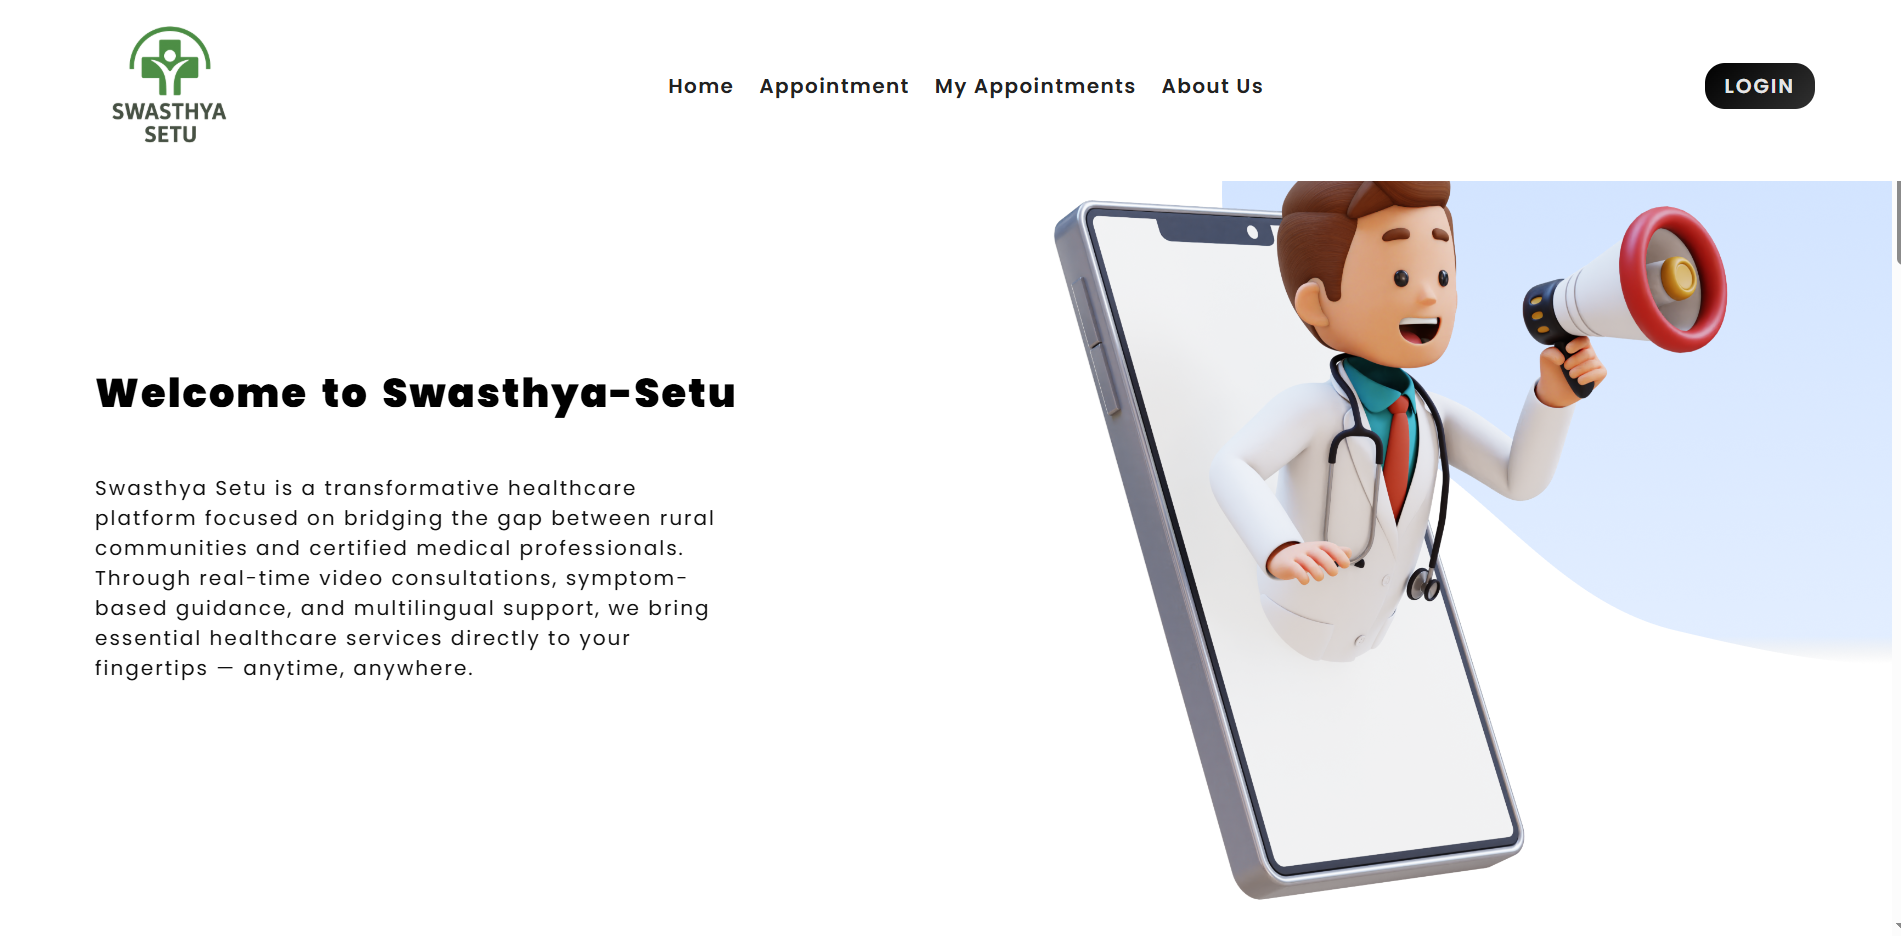 SWASTHYA
SETU
Home Appointment My Appointments About Us
LOGIN
Welcome to Swasthya-Setu
Swasthya Setu is a transformative healthcare
platform focused on bridging the gap between rural
communities and certified medical professionals.
Through real-time video consultations, symptom-
based guidance, and multilingual support, we bring
essential healthcare services directly to your
fingertips — anytime, anywhere.